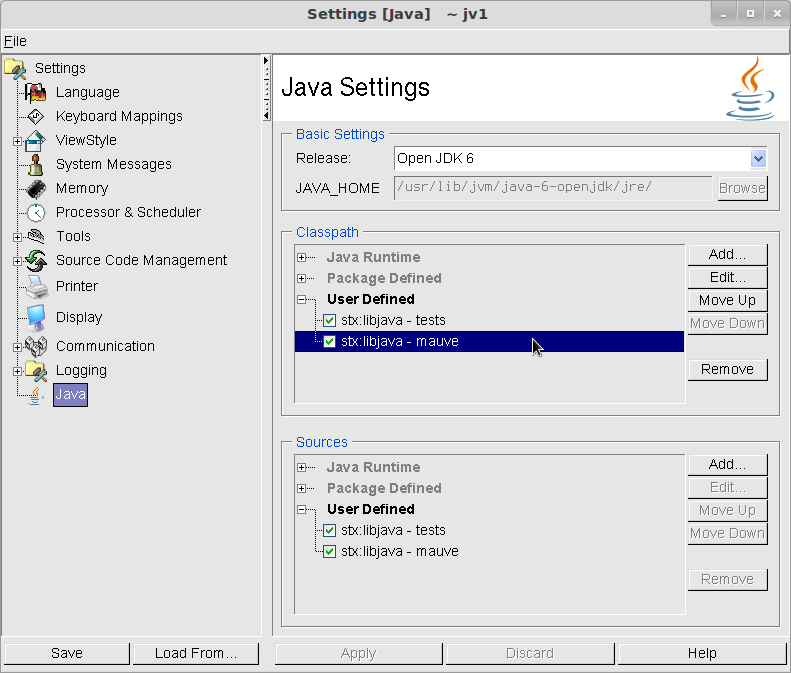 Settings [Java] ~ jv1
File
Settings
Language
Keyboard Mappings
ViewStyle
System Messages
Memory
Processor & Scheduler
Tools
Source Code Management
Printer
Display
Communication
Logging
Java
Java Settings
Basic Settings
Release: Open JDK 6
JAVA_HOME /usr/lib/jvm/java-6-openjdk/jre/ Browse
Classpath
Java Runtime
Package Defined
User Defined
stx:libjava - tests
stx:libjava - mauve
Add...
Edit...
Move Up
Move Down
Remove
Sources
Java Runtime
Package Defined
User Defined
stx:libjava - tests
stx:libjava - mauve
Add...
Edit...
Move Up
Move Down
Remove
Save Load From... Apply Discard Help